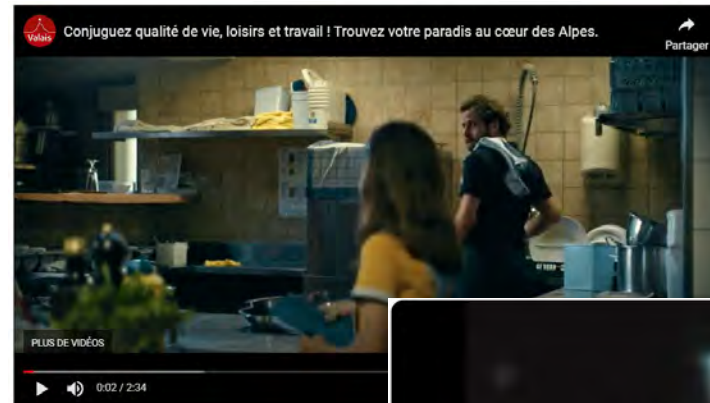 Valais
Conjuguez qualité de vie, loisirs et travail ! Trouvez votre paradis au cœur des Alpes.
Partager
PLUS DE VIDÉOS
0:02 / 2:34